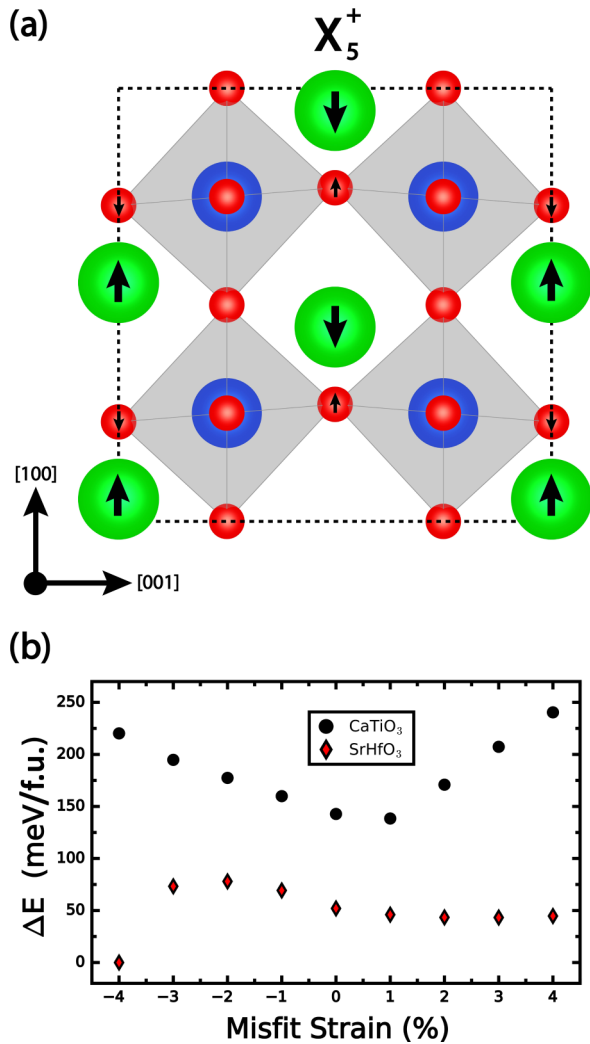 (a)
X₅⁺
[100]
[001]
(b)
ΔE (meV/f.u.)
250
200
150
100
50
0
CaTiO₃
SrHfO₃
−4 −3 −2 −1 0 1 2 3 4
Misfit Strain (%)